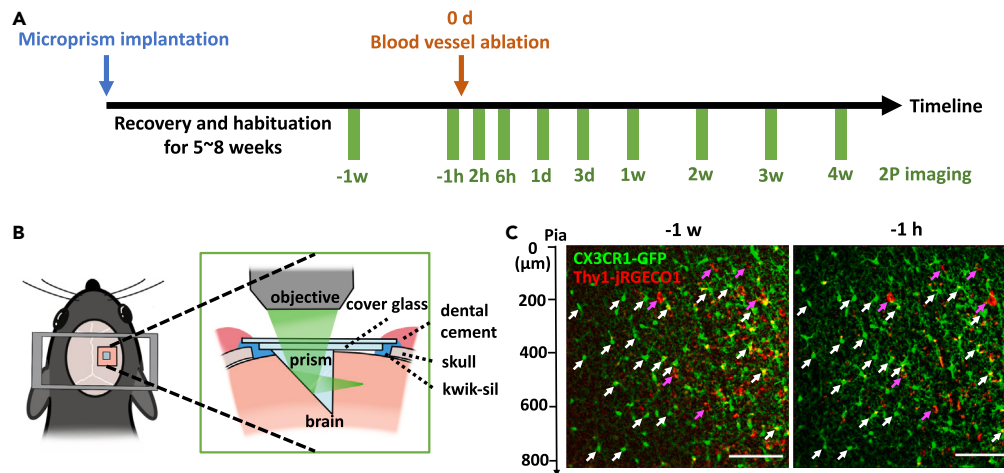 A
0 d
Microprism implantation
Blood vessel ablation
Timeline
Recovery and habituation
for 5~8 weeks
-1w
-1h
2h
6h
1d
3d
1w
2w
3w
4w
2P imaging
B
objective
cover glass
dental
cement
prism
skull
kwik-sil
brain
C
Pia
-1 w
-1 h
0
(μm)
CX3CR1-GFP
Thy1-jRGECO1
200
400
600
800